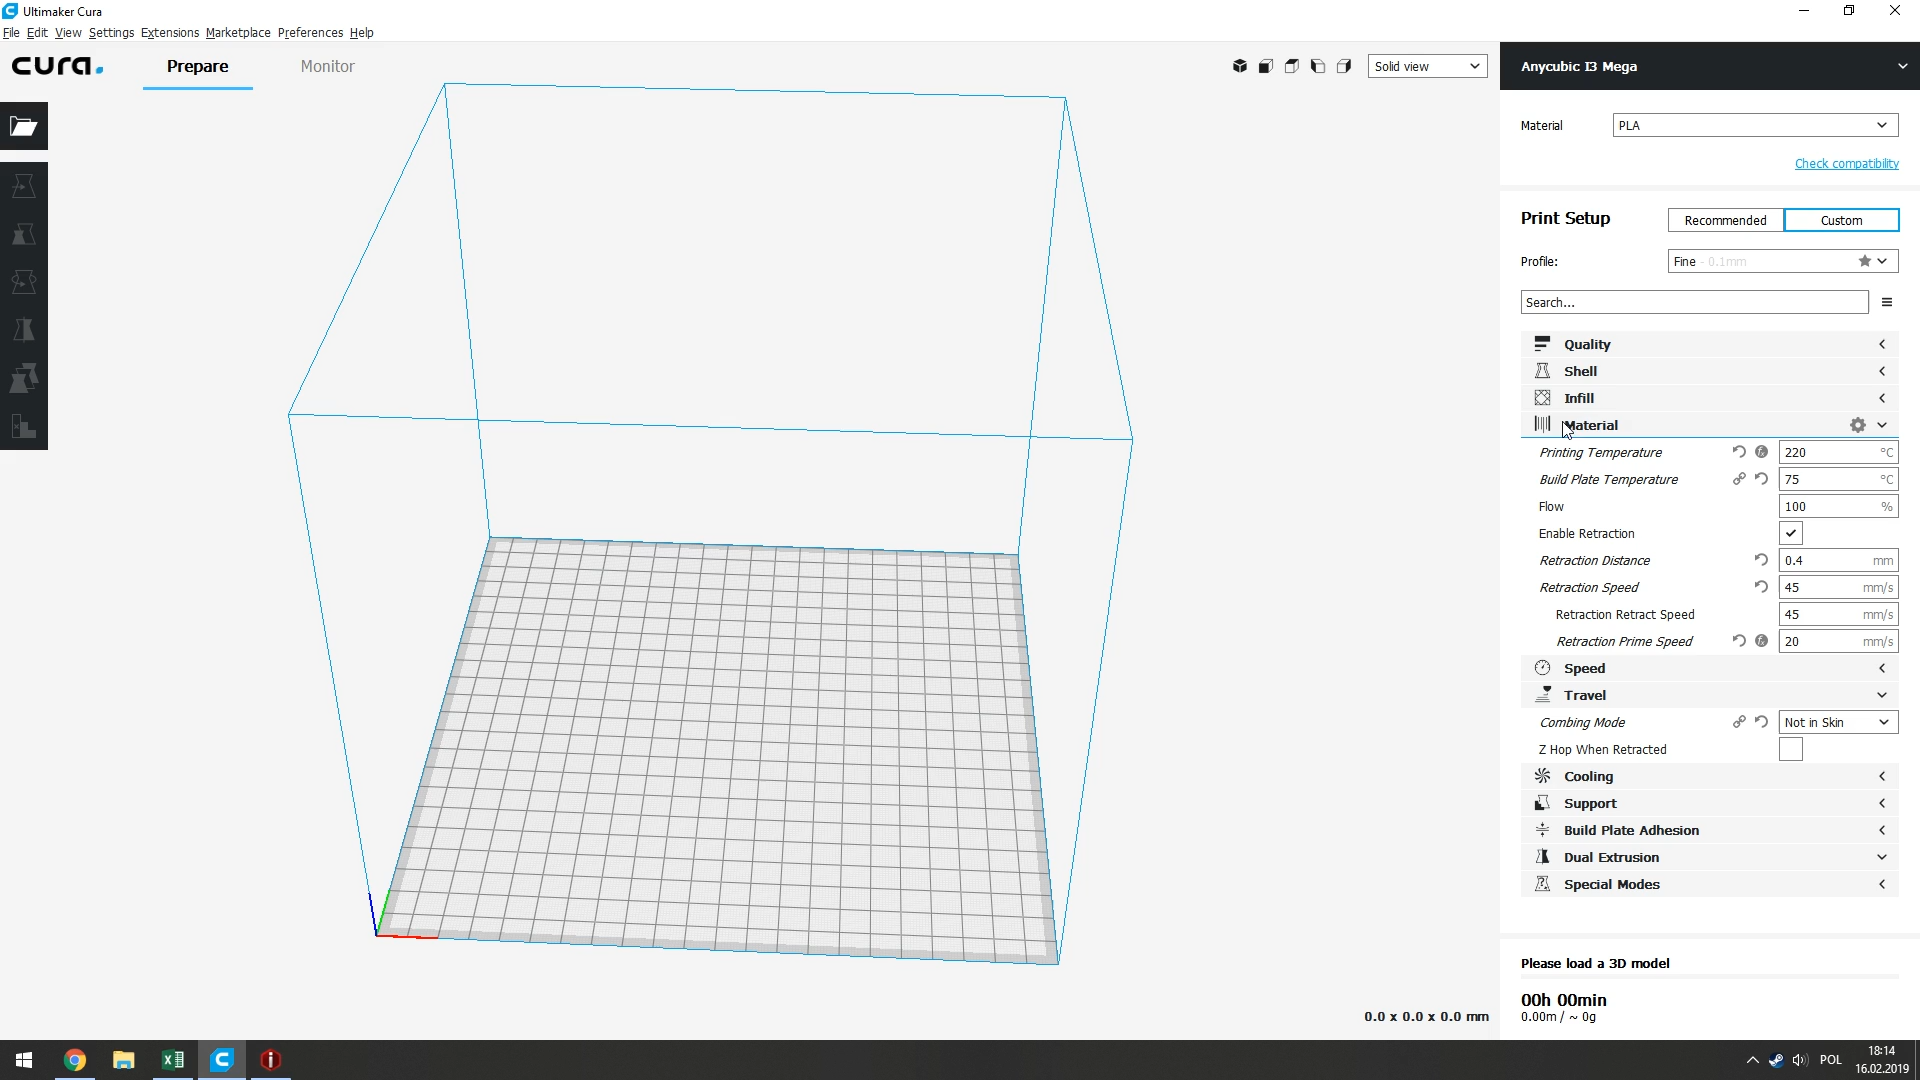 Ultimaker Cura
File Edit View Settings Extensions Marketplace Preferences Help
cura.
Prepare
Monitor
Solid view
Anycubic I3 Mega
Material
PLA
Check compatibility
Print Setup
Recommended
Custom
Profile:
Fine - 0.1mm
Search...
Quality
Shell
Infill
Material
Printing Temperature 220 °C
Build Plate Temperature 75 °C
Flow 100 %
Enable Retraction
Retraction Distance 0.4 mm
Retraction Speed 45 mm/s
Retraction Retract Speed 45 mm/s
Retraction Prime Speed 20 mm/s
Speed
Travel
Combing Mode Not in Skin
Z Hop When Retracted
Cooling
Support
Build Plate Adhesion
Dual Extrusion
Special Modes
Please load a 3D model
00h 00min
0.00m / ~ 0g
0.0 x 0.0 x 0.0 mm
POL
18:14
16.02.2019